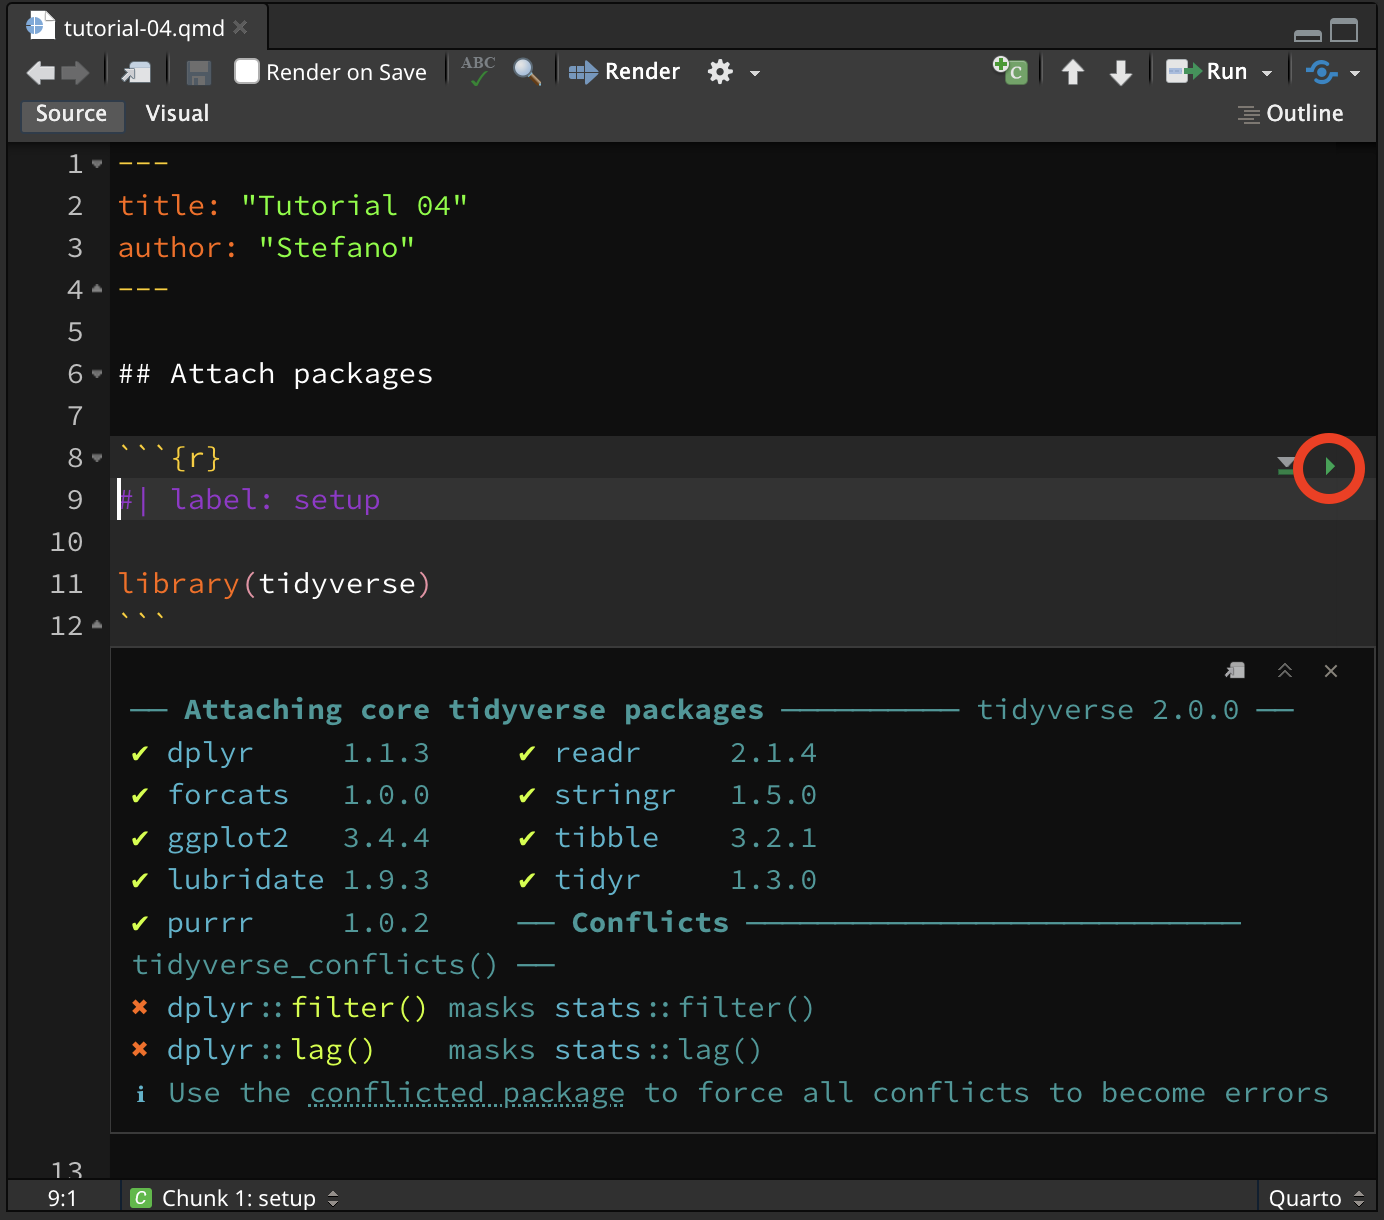 tutorial-04.qmd
Render on Save ABC Render C Run
Source Visual Outline
1 ---
2 title: "Tutorial 04"
3 author: "Stefano"
4 ---
5
6 ## Attach packages
7
8 ```{r}
9 #| label: setup
10
11 library(tidyverse)
12 ```
── Attaching core tidyverse packages ────────── tidyverse 2.0.0 ──
✔ dplyr 1.1.3 ✔ readr 2.1.4
✔ forcats 1.0.0 ✔ stringr 1.5.0
✔ ggplot2 3.4.4 ✔ tibble 3.2.1
✔ lubridate 1.9.3 ✔ tidyr 1.3.0
✔ purrr 1.0.2 ── Conflicts ────────────────────────────
tidyverse_conflicts() ──
✖ dplyr::filter() masks stats::filter()
✖ dplyr::lag() masks stats::lag()
ℹ Use the conflicted package to force all conflicts to become errors
13
9:1 C Chunk 1: setup Quarto